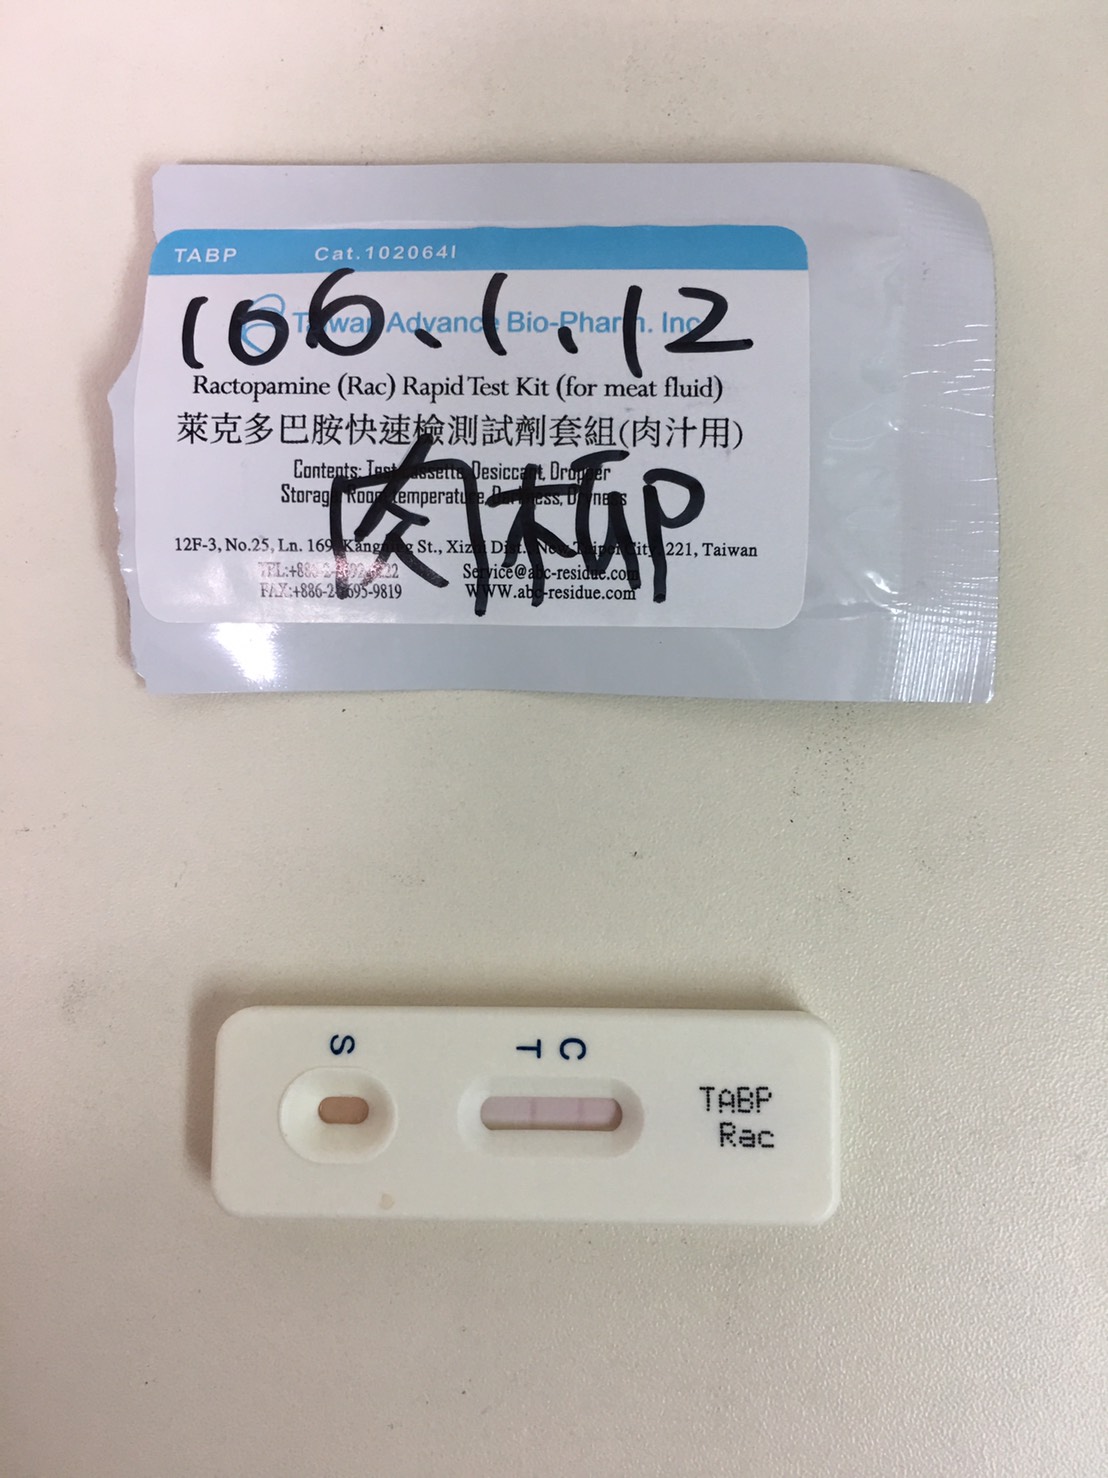 TABP Cat.102064I
106.1.12
Taiwan Advance Bio-Pharm. Inc.
Ractopamine (Rac) Rapid Test Kit (for meat fluid)
萊克多巴胺快速檢測試劑套組(肉汁用)
Contents: Test Cassette, Desiccant, Dropper
Storage: Room temperature, Darkness, Dryness
肉
12F-3, No.25, Ln. 169, Kangning St., Xizhi Dist., New Taipei City 221, Taiwan
Service@abc-residue.com
WWW.abc-residue.com
S T C
TABP
Rac